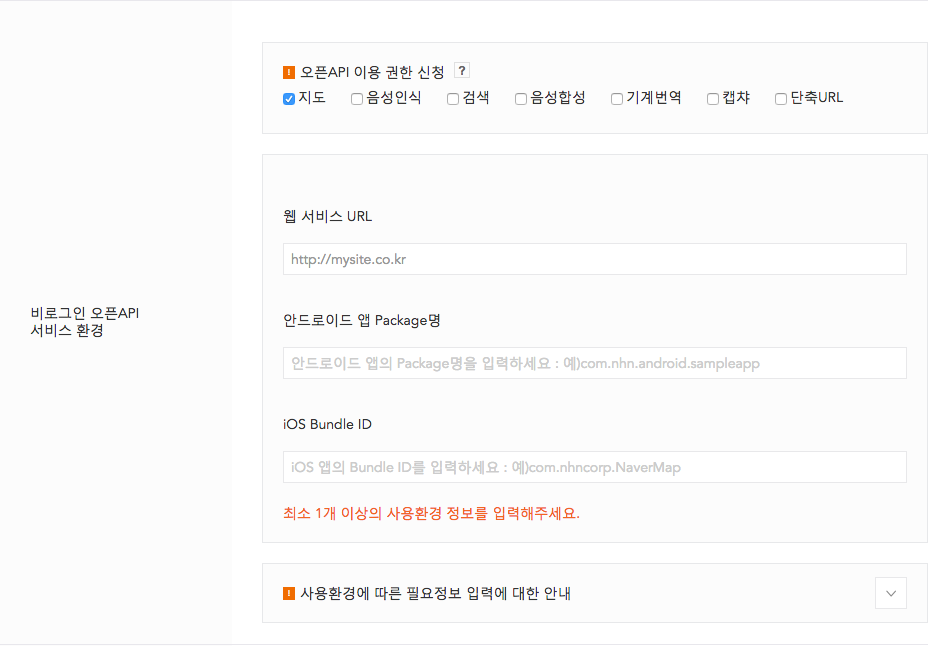 오픈API 이용 권한 신청 ?
지도 음성인식 검색 음성합성 기계번역 캡챠 단축URL
웹 서비스 URL
http://mysite.co.kr
비로그인 오픈API
서비스 환경
안드로이드 앱 Package명
안드로이드 앱의 Package명을 입력하세요 : 예)com.nhn.android.sampleapp
iOS Bundle ID
iOS 앱의 Bundle ID를 입력하세요 : 예)com.nhncorp.NaverMap
최소 1개 이상의 사용환경 정보를 입력해주세요.
사용환경에 따른 필요정보 입력에 대한 안내